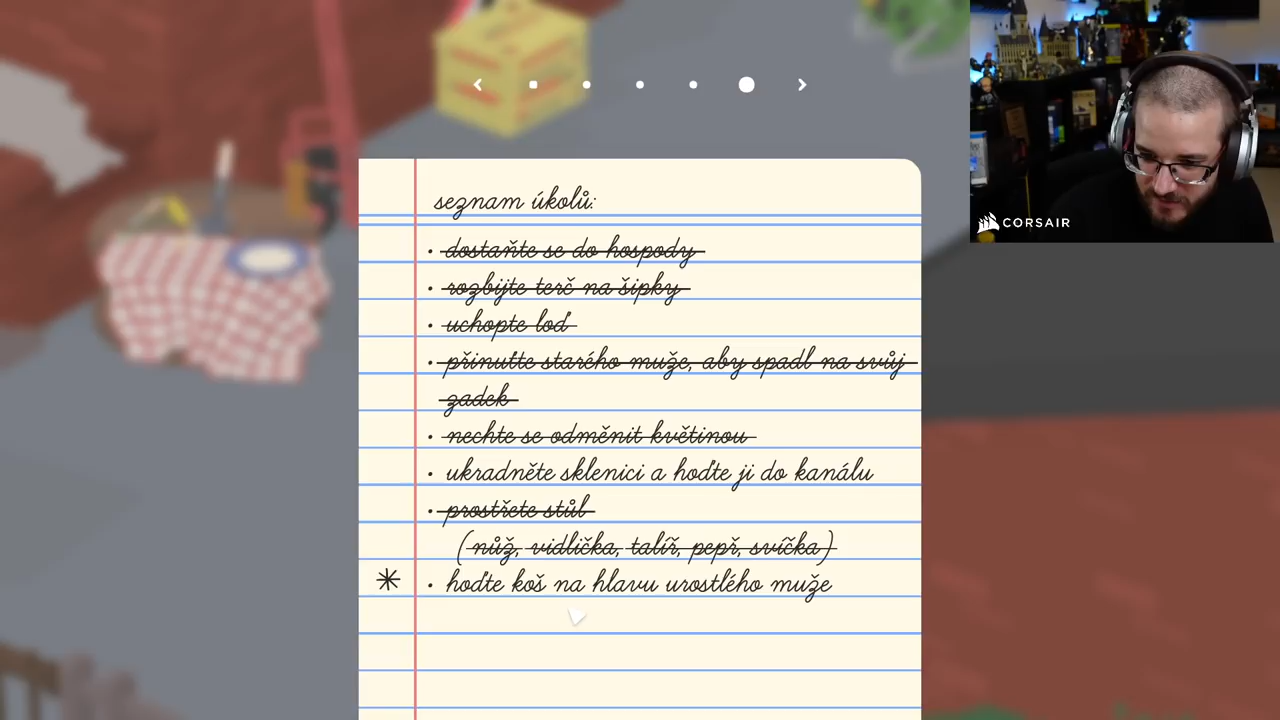 CORSAIR
seznam úkolů:
• dostaňte se do hospody
• rozbijte terč na šipky
• uchopte loď
• přinuťte starého muže, aby spadl na svůj
zadek
• nechte se odměnit květinou
• ukradněte sklenici a hoďte ji do kanálu
• prostřete stůl
(nůž, vidlička, talíř, pepř, svíčka)
• hoďte koš na hlavu urostlého muže